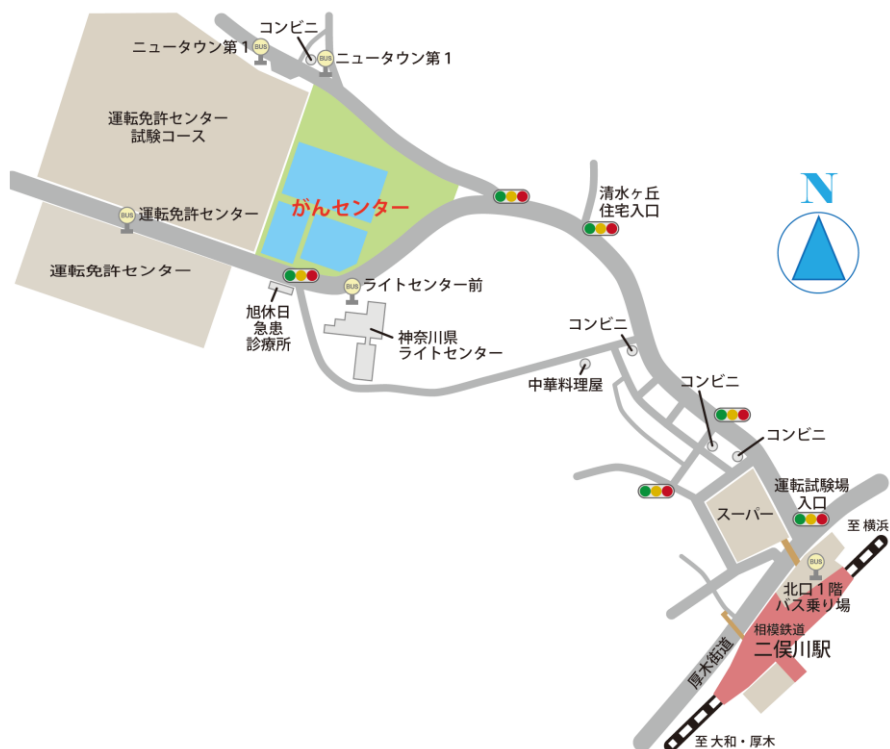 コンビニ
ニュータウン第1
BUS
BUS
ニュータウン第1
運転免許センター
試験コース
N
清水ヶ丘
住宅入口
がんセンター
BUS
運転免許センター
運転免許センター
BUS
ライトセンター前
旭休日
急患
診療所
神奈川県
ライトセンター
コンビニ
中華料理屋
コンビニ
コンビニ
運転試験場
入口
スーパー
至 横浜
BUS
北口1階
バス乗り場
相模鉄道
二俣川駅
厚木街道
至 大和・厚木